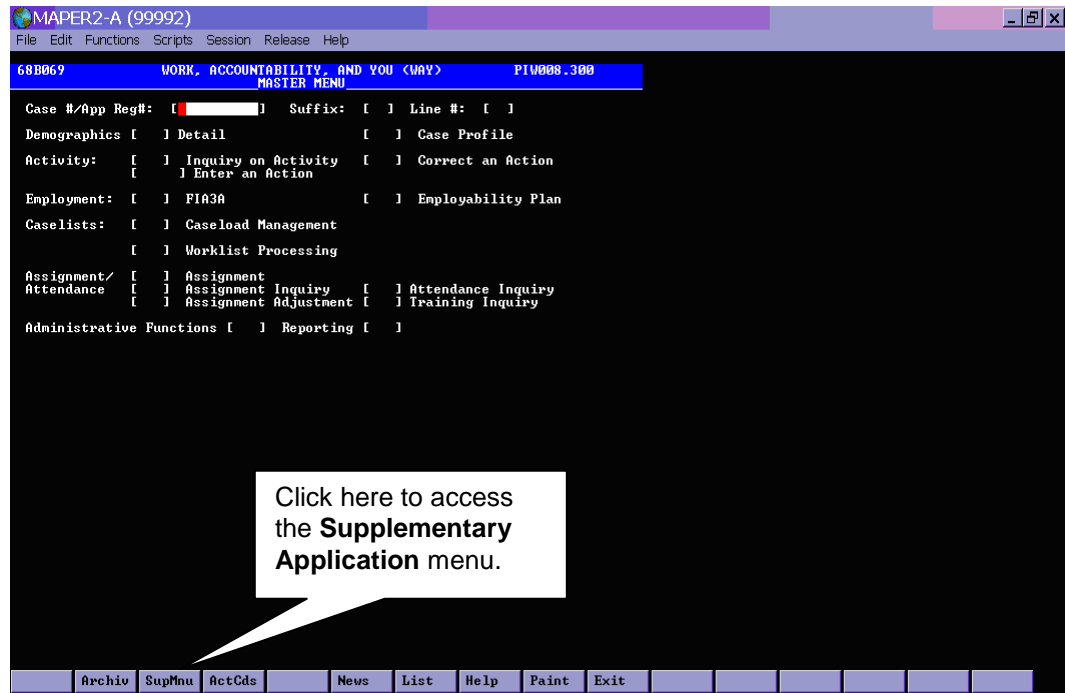 MAPER2-A (99992)
File Edit Functions Scripts Session Release Help
68B069 WORK, ACCOUNTABILITY, AND YOU <WAY> PIW008.300
MASTER MENU
Case #/App Reg#: [ ] Suffix: [ ] Line #: [ ]
Demographics [ ] Detail [ ] Case Profile
Activity: [ ] Inquiry on Activity [ ] Correct an Action
[ ] Enter an Action
Employment: [ ] FIA3A [ ] Employability Plan
Caselists: [ ] Caseload Management
[ ] Worklist Processing
Assignment/ [ ] Assignment
Attendance [ ] Assignment Inquiry [ ] Attendance Inquiry
[ ] Assignment Adjustment [ ] Training Inquiry
Administrative Functions [ ] Reporting [ ]
Click here to access
the Supplementary
Application menu.
Archiv SupMnu ActCds News List Help Paint Exit